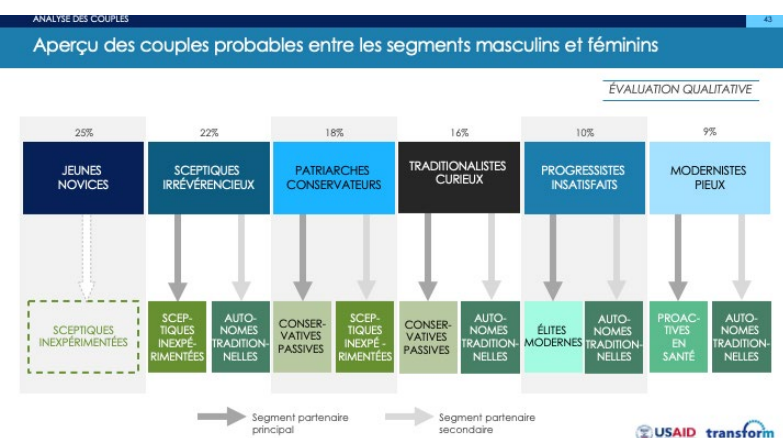 ANALYSE DES COUPLES
43
Aperçu des couples probables entre les segments masculins et féminins
ÉVALUATION QUALITATIVE
25%
22%
18%
16%
10%
9%
JEUNES
NOVICES
SCEPTIQUES
IRRÉVÉRENCIEUX
PATRIARCHES
CONSERVATEURS
TRADITIONALISTES
CURIEUX
PROGRESSISTES
INSATISFAITS
MODERNISTES
PIEUX
SCEPTIQUES
INEXPÉRIMENTÉES
SCEP-
TIQUES
INEXPÉ-
RIMENTÉES
AUTO-
NOMES
TRADITION-
NELLES
CONSER-
VATIVES
PASSIVES
SCEP-
TIQUES
INEXPÉ -
RIMENTÉES
CONSER-
VATIVES
PASSIVES
AUTO-
NOMES
TRADITION-
NELLES
ÉLITES
MODERNES
AUTO-
NOMES
TRADITION-
NELLES
PROAC-
TIVES
EN
SANTÉ
AUTO-
NOMES
TRADITION-
NELLES
Segment partenaire
principal
Segment partenaire
secondaire
USAID
transform